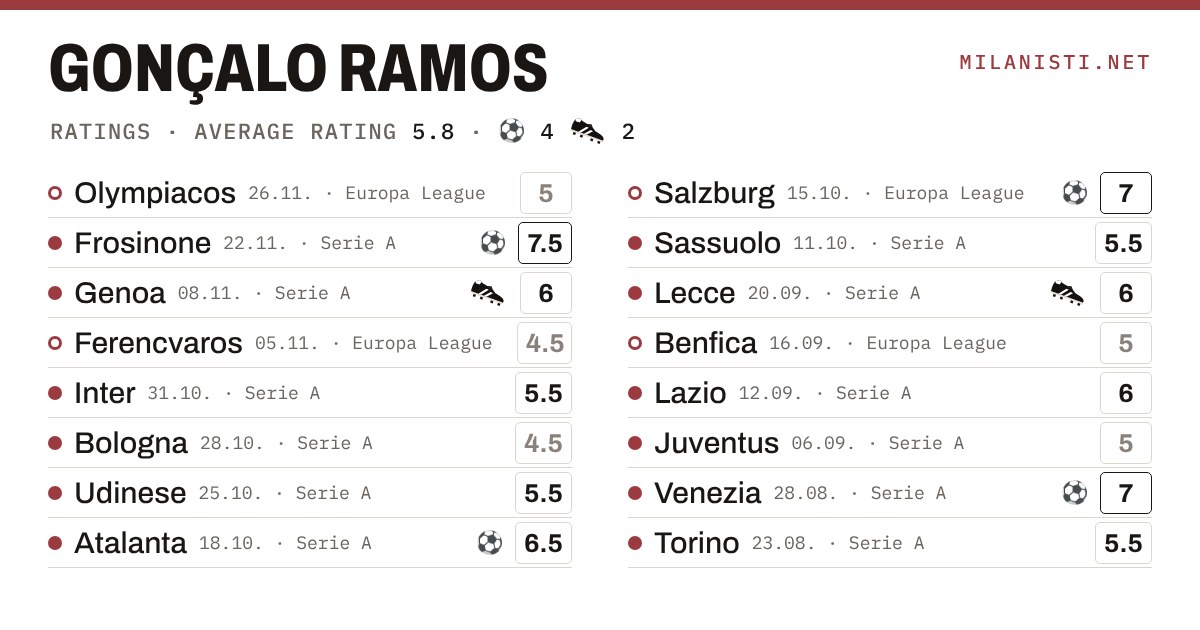 GONÇALO RAMOS
MILANISTI.NET
RATINGS · AVERAGE RATING 5.8 · ⚽ 4 2
Olympiacos 26.11. · Europa League 5
Frosinone 22.11. · Serie A ⚽ 7.5
Genoa 08.11. · Serie A 6
Ferencvaros 05.11. · Europa League 4.5
Inter 31.10. · Serie A 5.5
Bologna 28.10. · Serie A 4.5
Udinese 25.10. · Serie A 5.5
Atalanta 18.10. · Serie A ⚽ 6.5
Salzburg 15.10. · Europa League ⚽ 7
Sassuolo 11.10. · Serie A 5.5
Lecce 20.09. · Serie A 6
Benfica 16.09. · Europa League 5
Lazio 12.09. · Serie A 6
Juventus 06.09. · Serie A 5
Venezia 28.08. · Serie A ⚽ 7
Torino 23.08. · Serie A 5.5